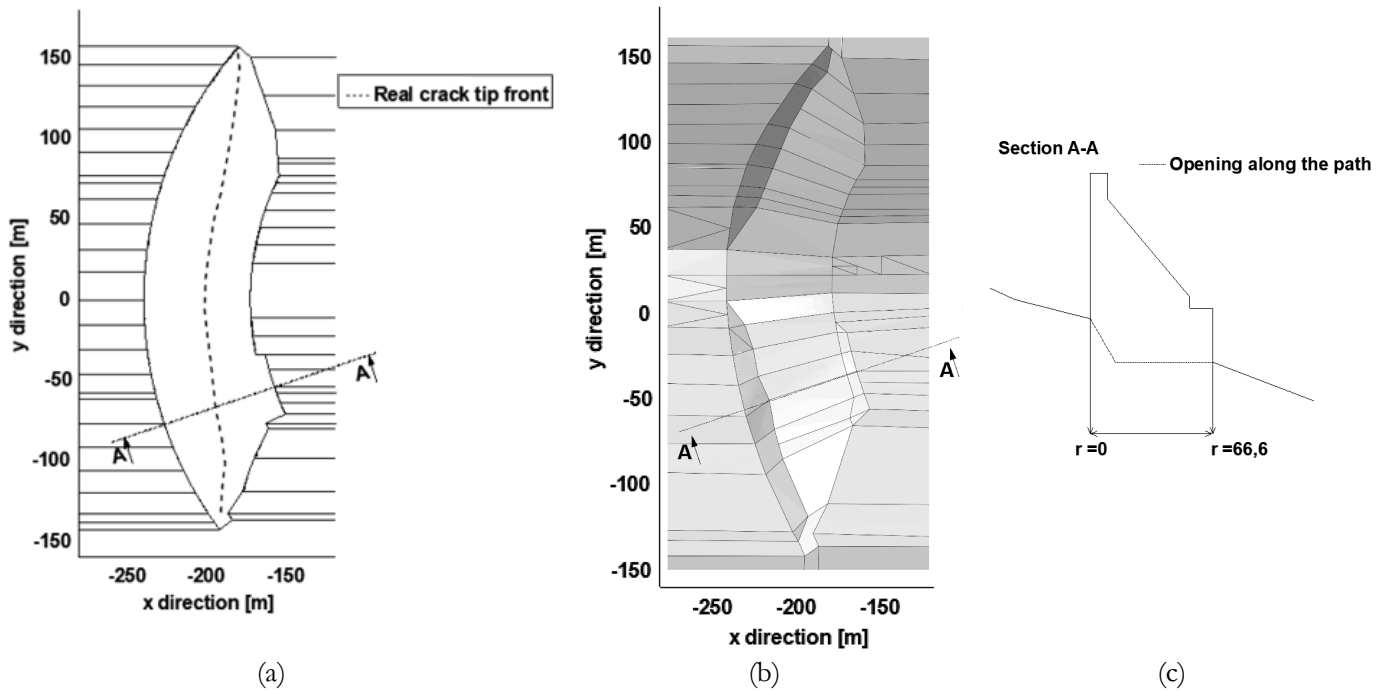 150
100
50
0
-50
-100
-150
y direction [m]
-250 -200 -150
x direction [m]
Real crack tip front
A
A
(a)
150
100
50
0
-50
-100
-150
y direction [m]
-250 -200 -150
x direction [m]
A
A
(b)
Section A-A
Opening along the path
r =0
r =66,6
(c)